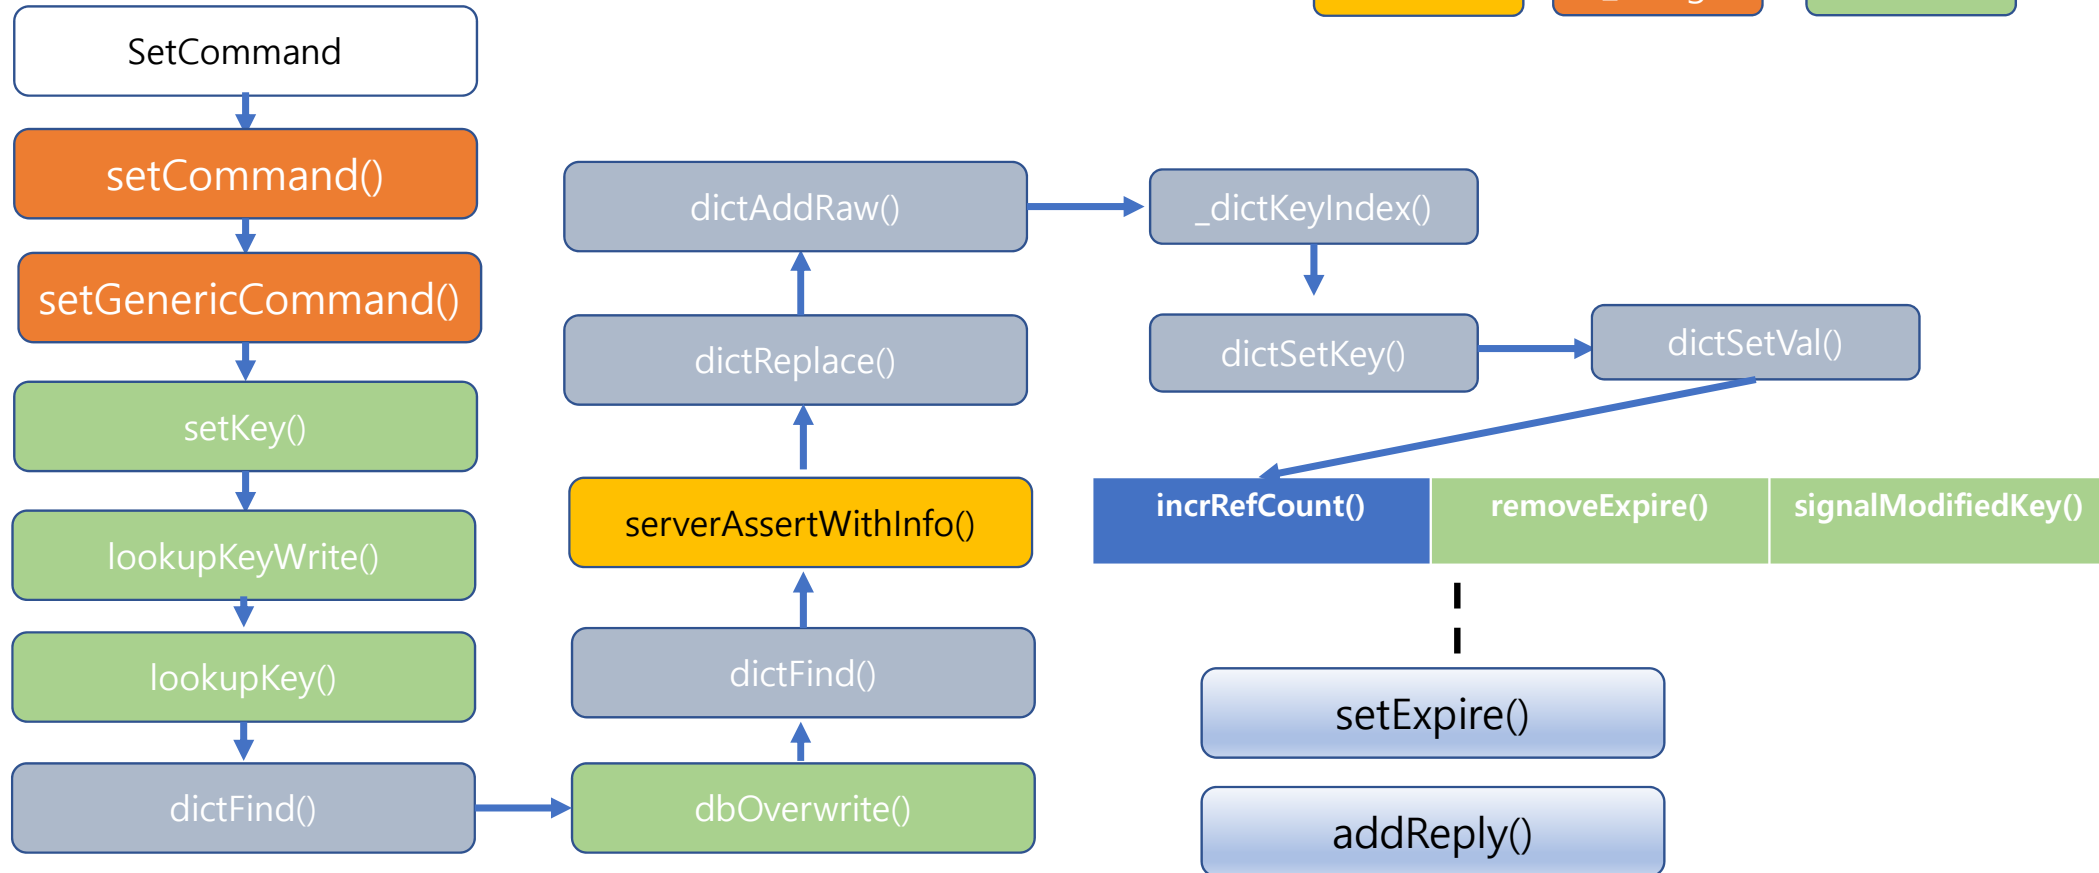 SetCommand
setCommand()
setGenericCommand()
setKey()
lookupKeyWrite()
lookupKey()
dictFind()
dbOverwrite()
dictFind()
serverAssertWithInfo()
dictReplace()
dictAddRaw()
_dictKeyIndex()
dictSetKey()
dictSetVal()
incrRefCount()
removeExpire()
signalModifiedKey()
setExpire()
addReply()